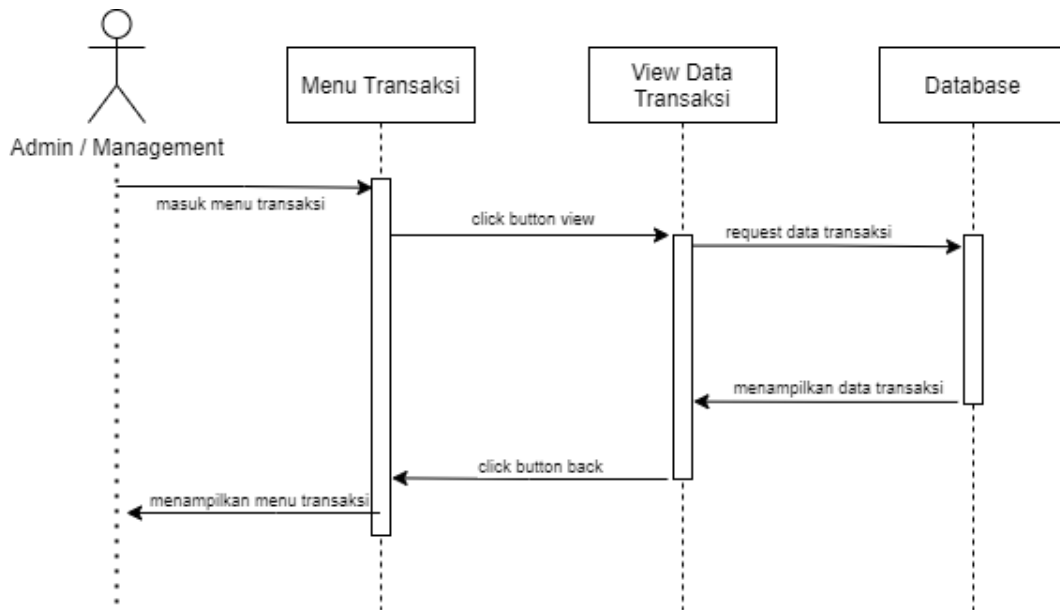 Menu Transaksi
View Data
Transaksi
Database
Admin / Management
masuk menu transaksi
click button view
request data transaksi
menampilkan data transaksi
click button back
menampilkan menu transaksi